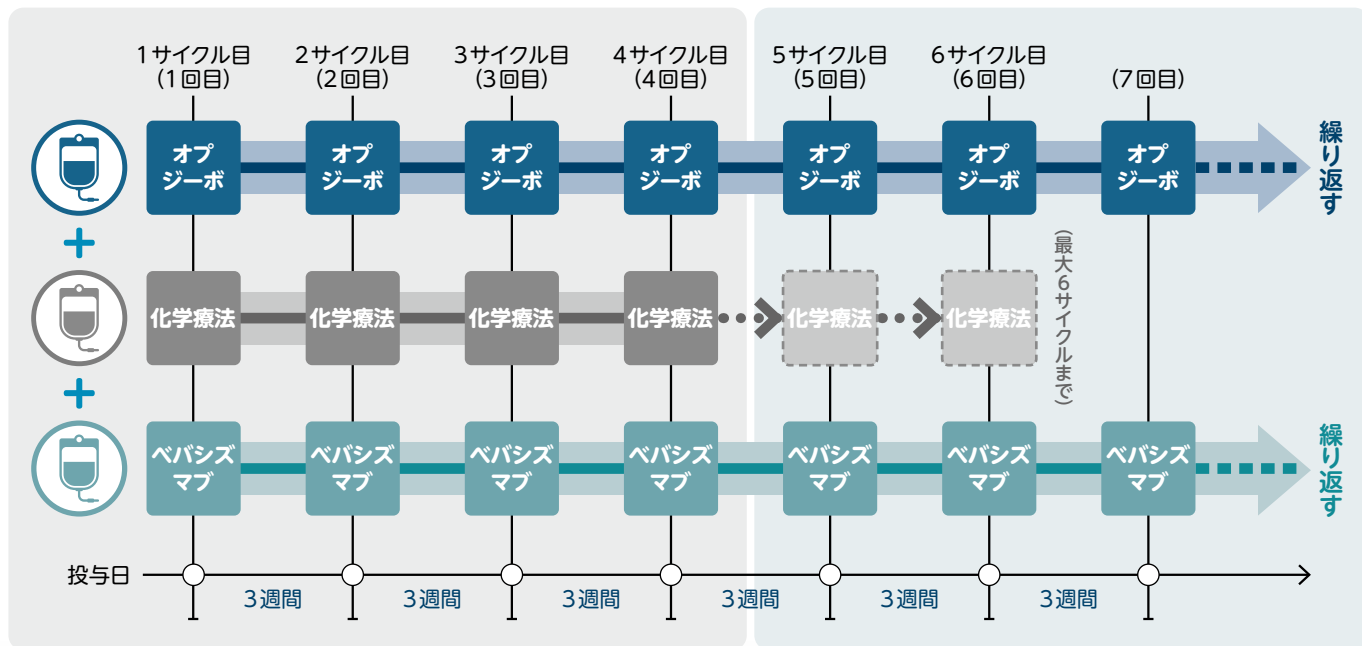 1サイクル目
(1回目)
2サイクル目
(2回目)
3サイクル目
(3回目)
4サイクル目
(4回目)
5サイクル目
(5回目)
6サイクル目
(6回目)
(7回目)
オプ
ジーボ
オプ
ジーボ
オプ
ジーボ
オプ
ジーボ
オプ
ジーボ
オプ
ジーボ
オプ
ジーボ
繰り返す
+
化学療法
化学療法
化学療法
化学療法
化学療法
化学療法
(最大6サイクルまで)
+
ベバシズ
マブ
ベバシズ
マブ
ベバシズ
マブ
ベバシズ
マブ
ベバシズ
マブ
ベバシズ
マブ
ベバシズ
マブ
繰り返す
投与日
3週間
3週間
3週間
3週間
3週間
3週間